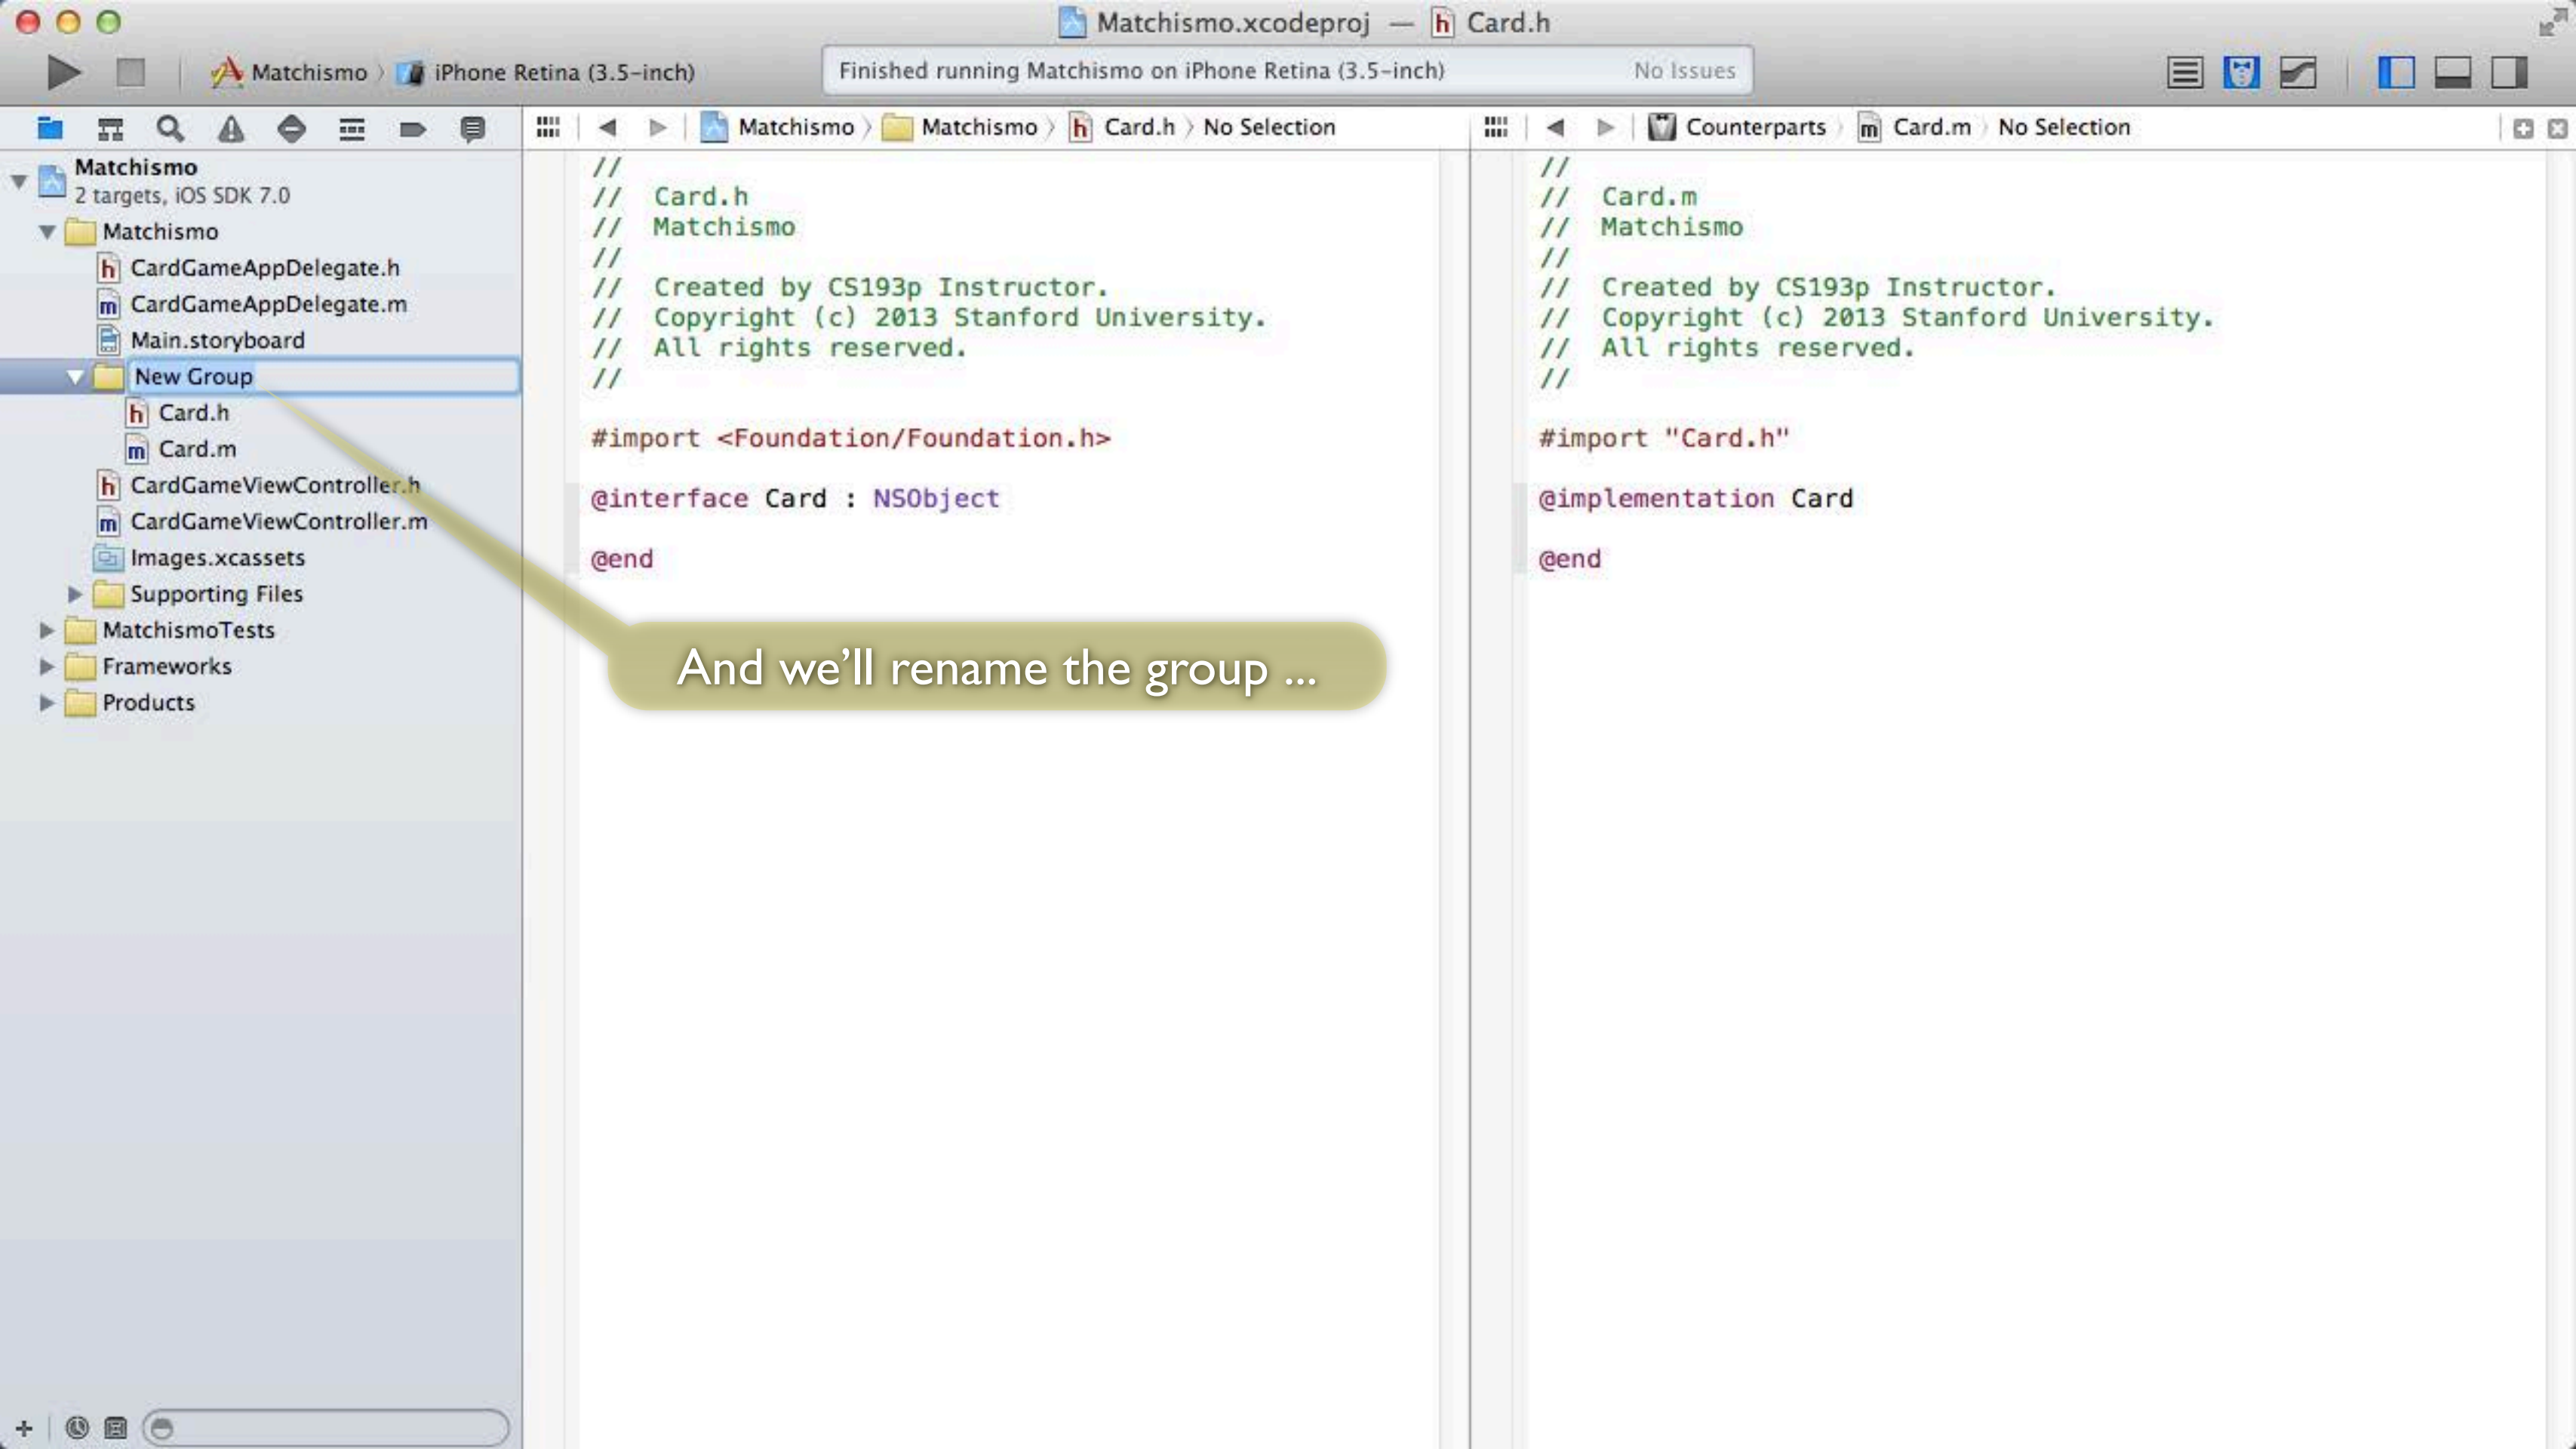 Matchismo.xcodeproj — h Card.h
Matchismo iPhone Retina (3.5-inch)
Finished running Matchismo on iPhone Retina (3.5-inch) No Issues
Matchismo Matchismo h Card.h No Selection
Counterparts m Card.m No Selection
Matchismo
2 targets, iOS SDK 7.0
Matchismo
h CardGameAppDelegate.h
m CardGameAppDelegate.m
Main.storyboard
New Group
h Card.h
m Card.m
h CardGameViewController.h
m CardGameViewController.m
Images.xcassets
Supporting Files
MatchismoTests
Frameworks
Products
//
// Card.h
// Matchismo
//
// Created by CS193p Instructor.
// Copyright (c) 2013 Stanford University.
// All rights reserved.
//
#import <Foundation/Foundation.h>
@interface Card : NSObject
@end
And we'll rename the group ...
//
// Card.m
// Matchismo
//
// Created by CS193p Instructor.
// Copyright (c) 2013 Stanford University.
// All rights reserved.
//
#import "Card.h"
@implementation Card
@end